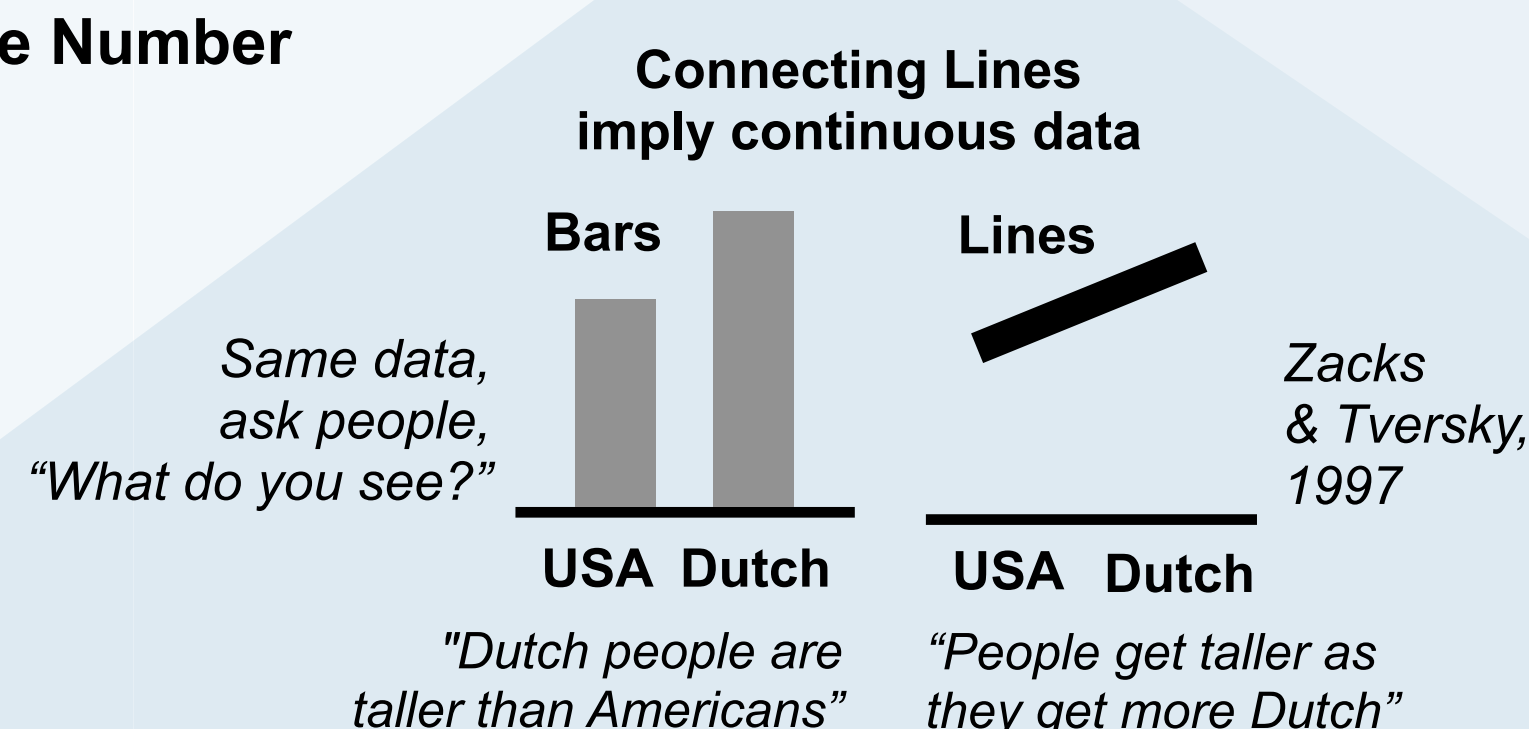 e Number
Connecting Lines
imply continuous data
Bars
Lines
Same data,
ask people,
“What do you see?”
Zacks
& Tversky,
1997
USA Dutch
USA Dutch
"Dutch people are
taller than Americans”
“People get taller as
they get more Dutch”